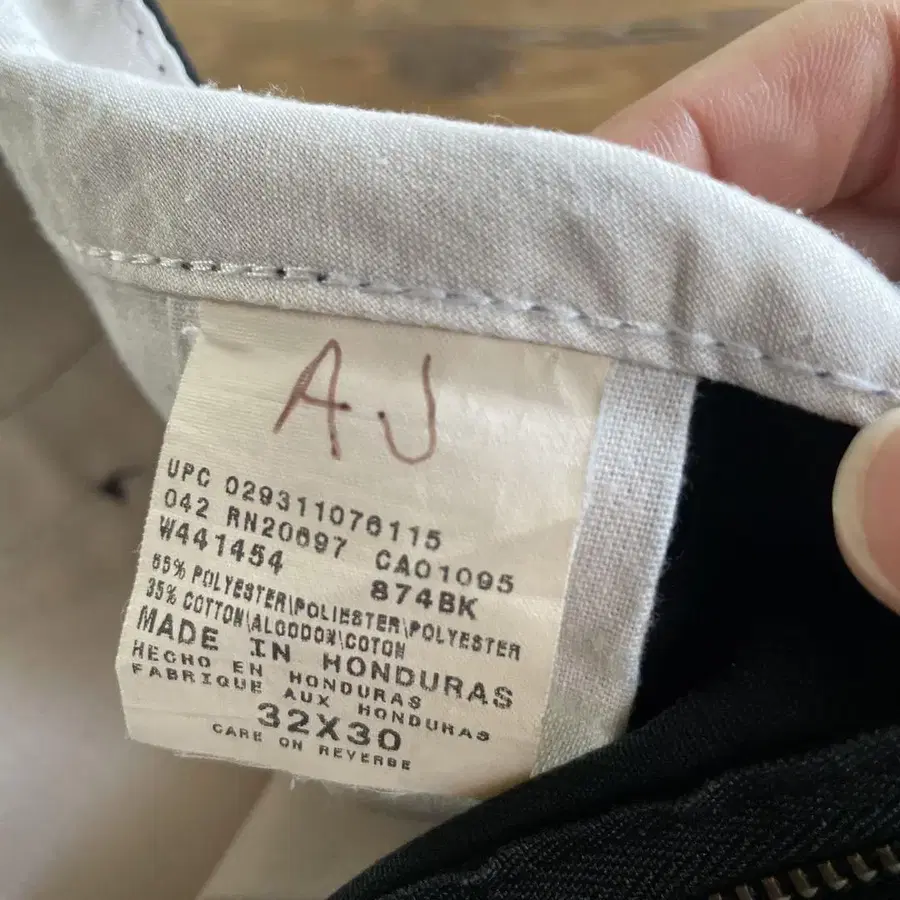 AJ
UPC 029311076115
042 RN20697 CA01095
W441454 874BK
65% POLYESTER\POLIESTER\POLYESTER
35% COTTON\ALGODON\COTON
MADE IN HONDURAS
HECHO EN HONDURAS
FABRIQUE AUX HONDURAS
32X30
CARE ON REVERSE